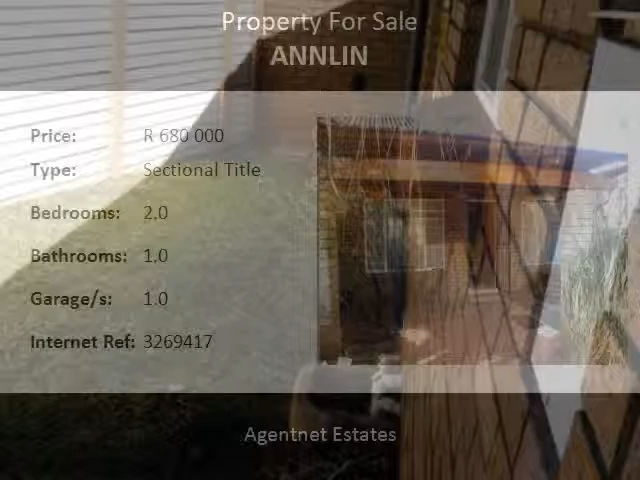 Property For Sale
ANNLIN
Price: R 680 000
Type: Sectional Title
Bedrooms: 2.0
Bathrooms: 1.0
Garage/s: 1.0
Internet Ref: 3269417
Agentnet Estates